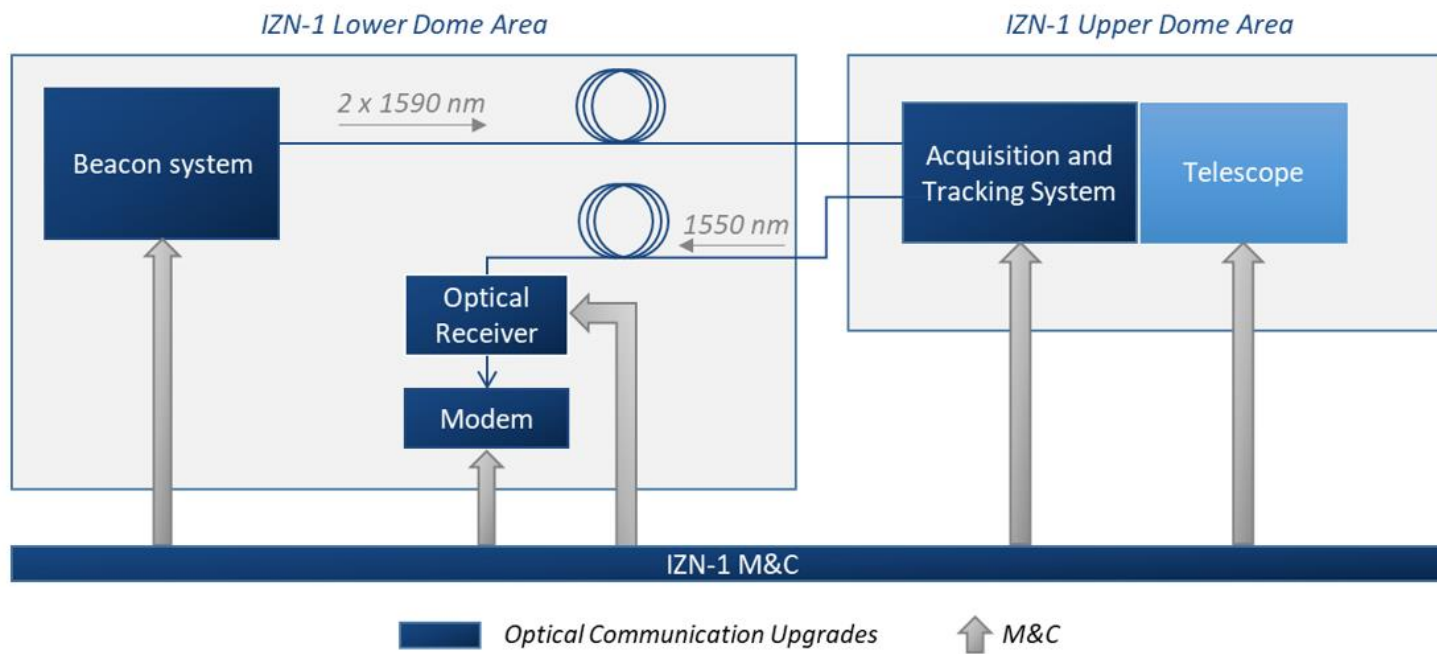 IZN-1 Lower Dome Area
IZN-1 Upper Dome Area
2 x 1590 nm
Beacon system
Acquisition and
Tracking System
Telescope
1550 nm
Optical
Receiver
Modem
IZN-1 M&C
Optical Communication Upgrades
M&C